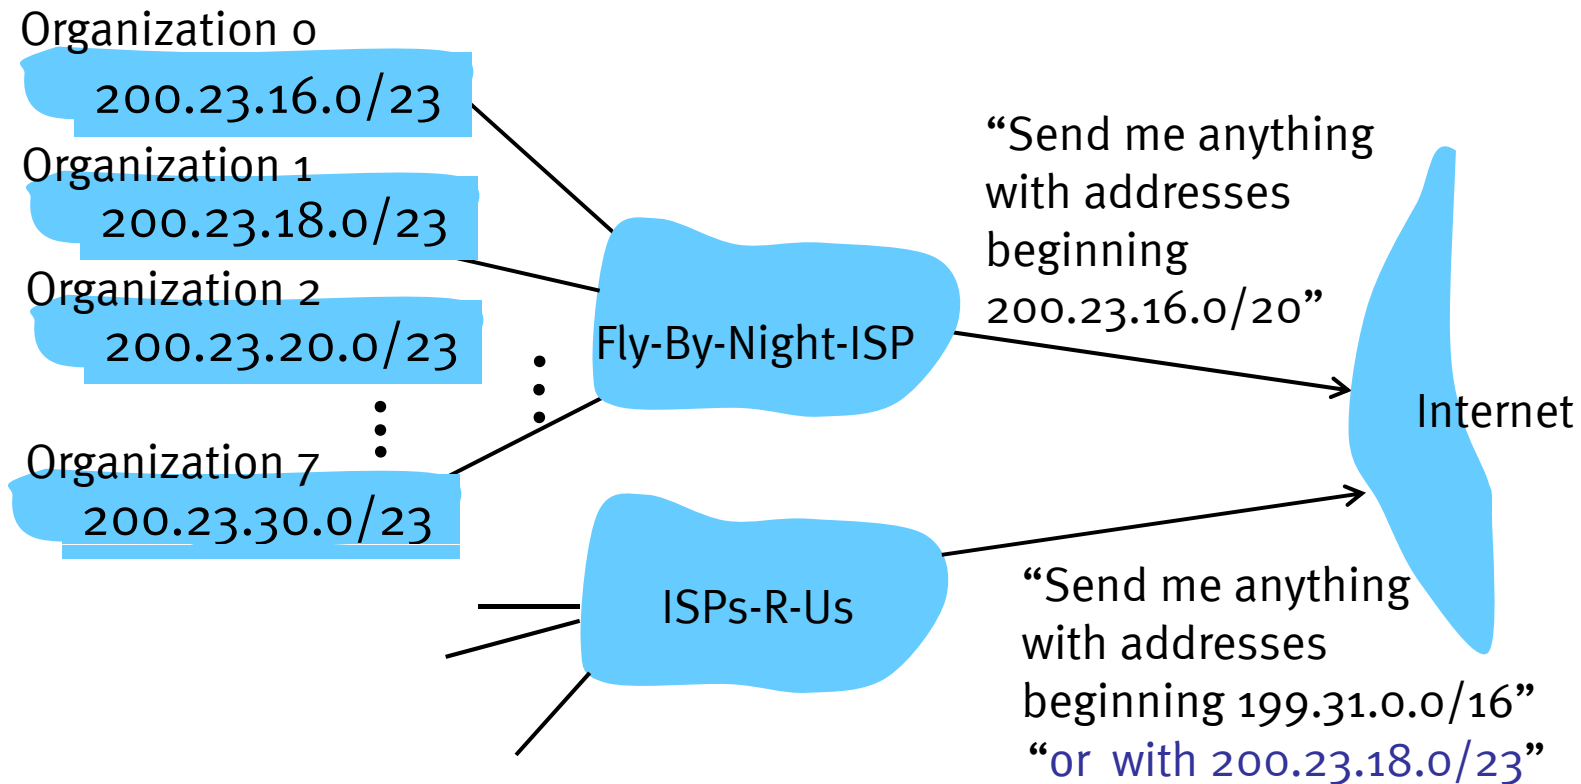 Organization 0
200.23.16.0/23
Organization 1
200.23.18.0/23
Organization 2
200.23.20.0/23
Organization 7
200.23.30.0/23
Fly-By-Night-ISP
ISPs-R-Us
“Send me anything
with addresses
beginning
200.23.16.0/20”
Internet
“Send me anything
with addresses
beginning 199.31.0.0/16”
“or with 200.23.18.0/23”